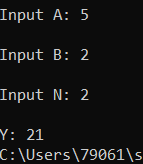 Input A: 5
Input B: 2
Input N: 2
Y: 21
C:\Users\79061\s